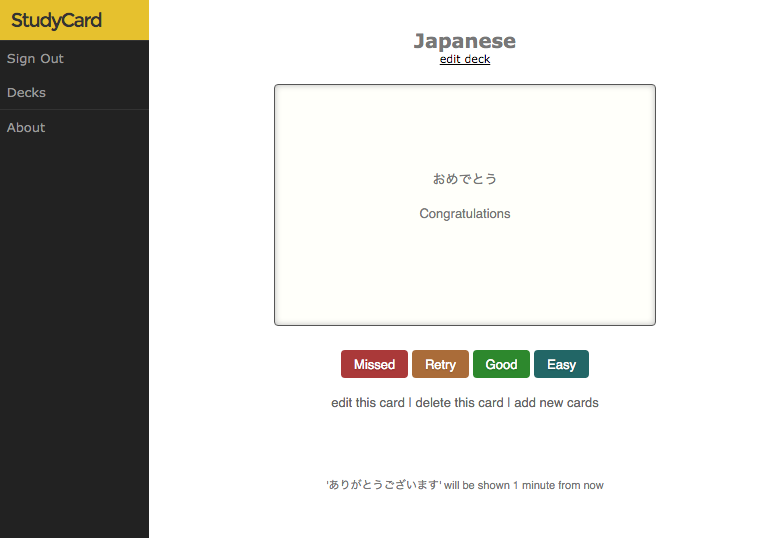 StudyCard
Sign Out
Decks
About
Japanese
edit deck
おめでとう
Congratulations
Missed Retry Good Easy
edit this card | delete this card | add new cards
'ありがとうございます' will be shown 1 minute from now